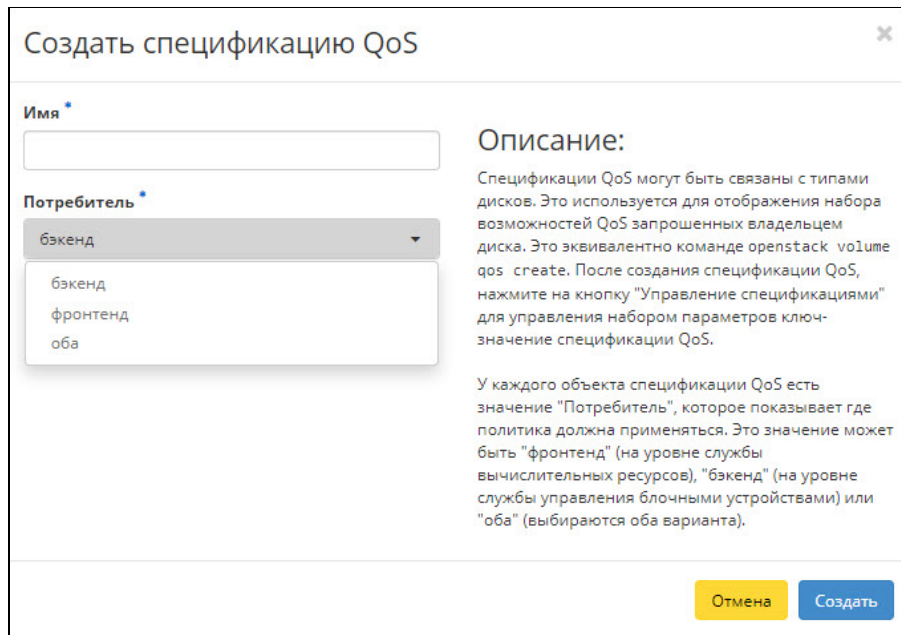 Создать спецификацию QoS
×
Имя *
Потребитель *
бэкенд
бэкенд
фронтенд
оба
Описание:
Спецификации QoS могут быть связаны с типами
дисков. Это используется для отображения набора
возможностей QoS запрошенных владельцем
диска. Это эквивалентно команде openstack volume
qos create. После создания спецификации QoS,
нажмите на кнопку "Управление спецификациями"
для управления набором параметров ключ-
значение спецификации QoS.
У каждого объекта спецификации QoS есть
значение "Потребитель", которое показывает где
политика должна применяться. Это значение может
быть "фронтенд" (на уровне службы
вычислительных ресурсов), "бэкенд" (на уровне
службы управления блочными устройствами) или
"оба" (выбираются оба варианта).
Отмена
Создать